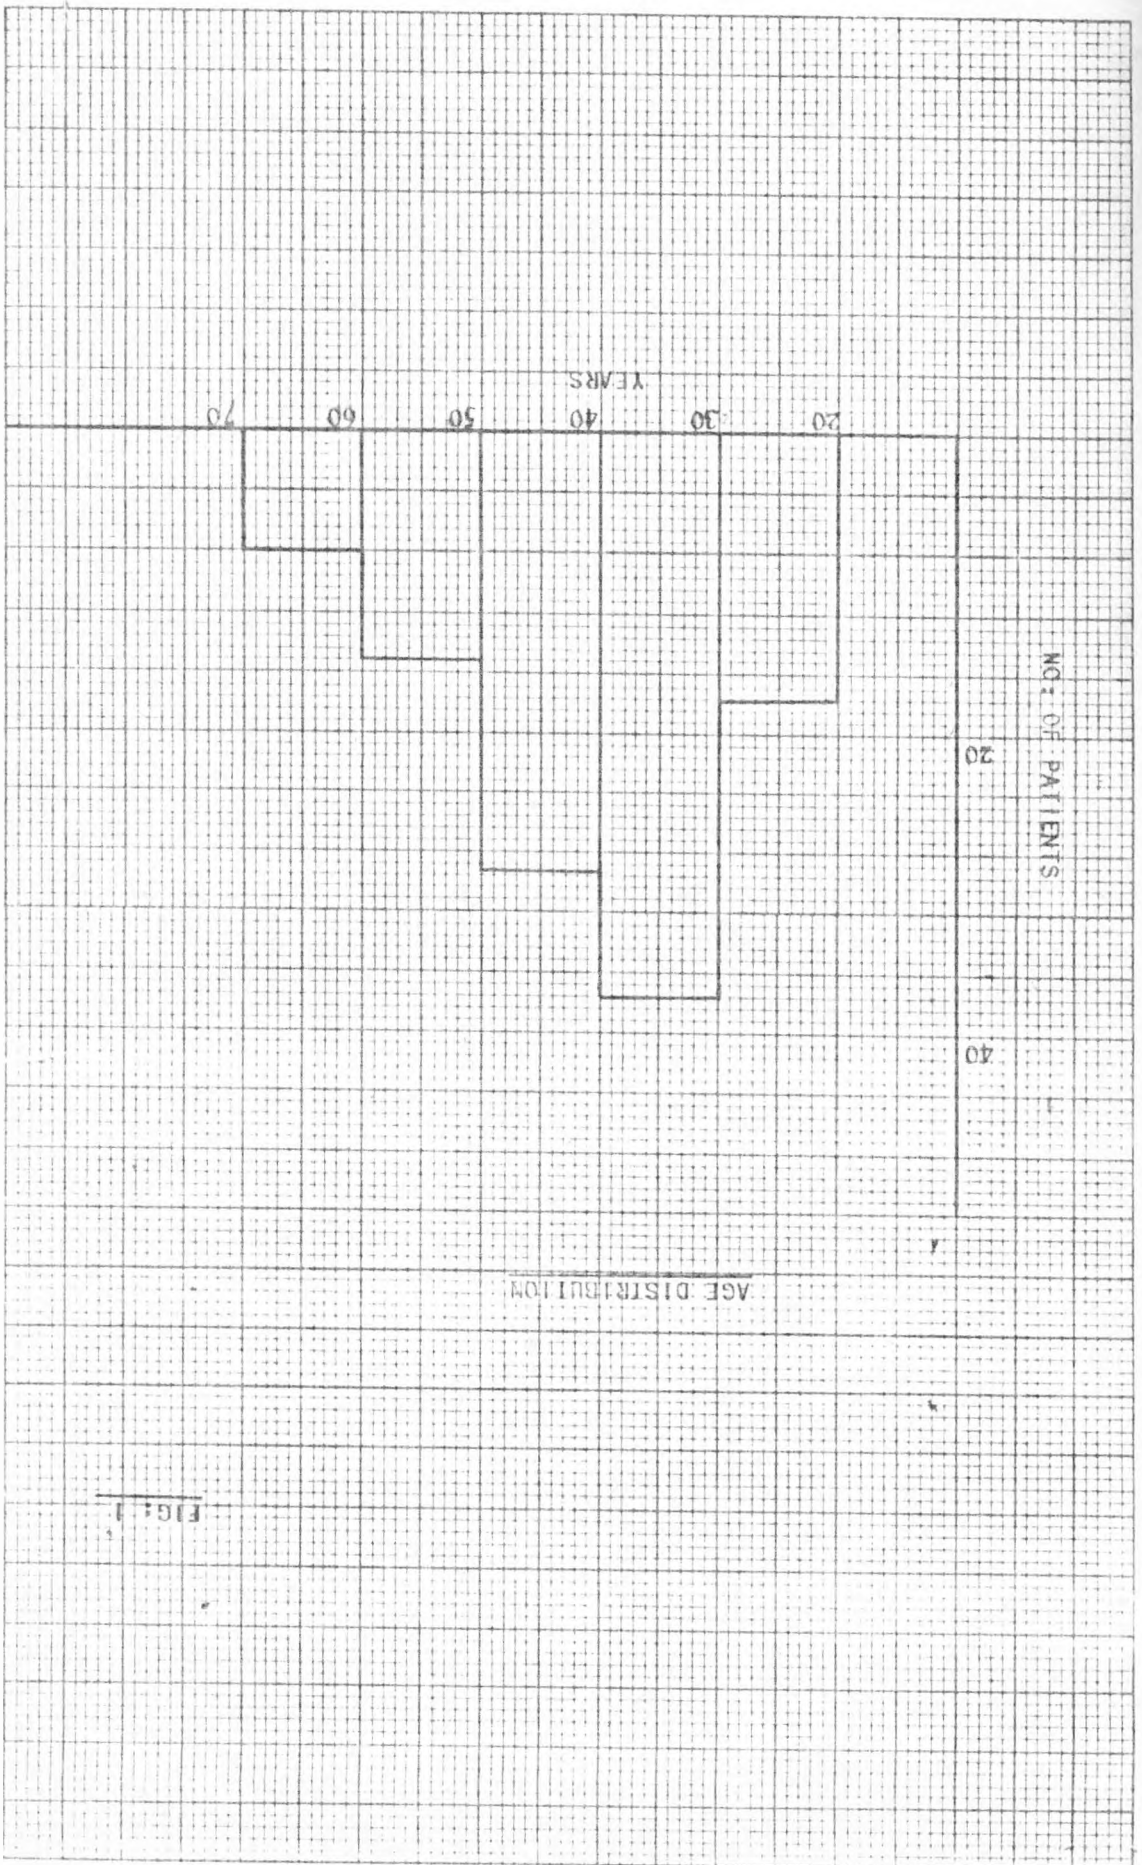 FIG: 1
AGE DISTRIBUTION
NO: OF PATIENTS
40
20
20 30 40 50 60 70
YEARS